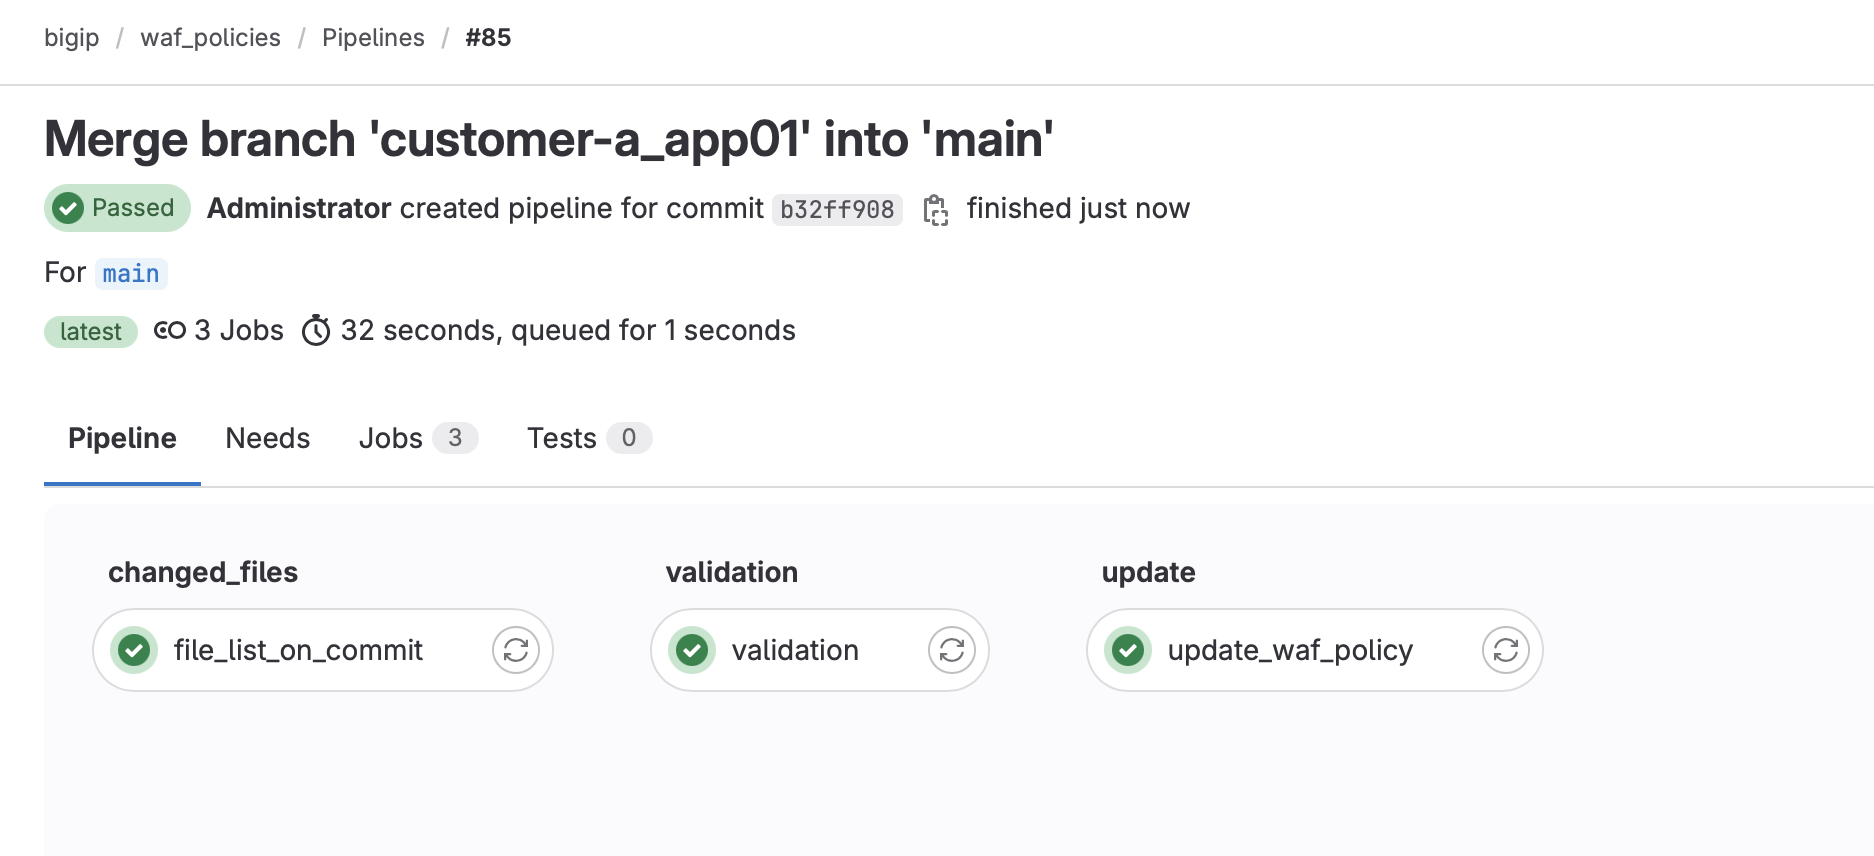 bigip / waf_policies / Pipelines / #85
Merge branch 'customer-a_app01' into 'main'
Passed Administrator created pipeline for commit b32ff908 finished just now
For main
latest 3 Jobs 32 seconds, queued for 1 seconds
Pipeline Needs Jobs 3 Tests 0
changed_files validation update
file_list_on_commit validation update_waf_policy